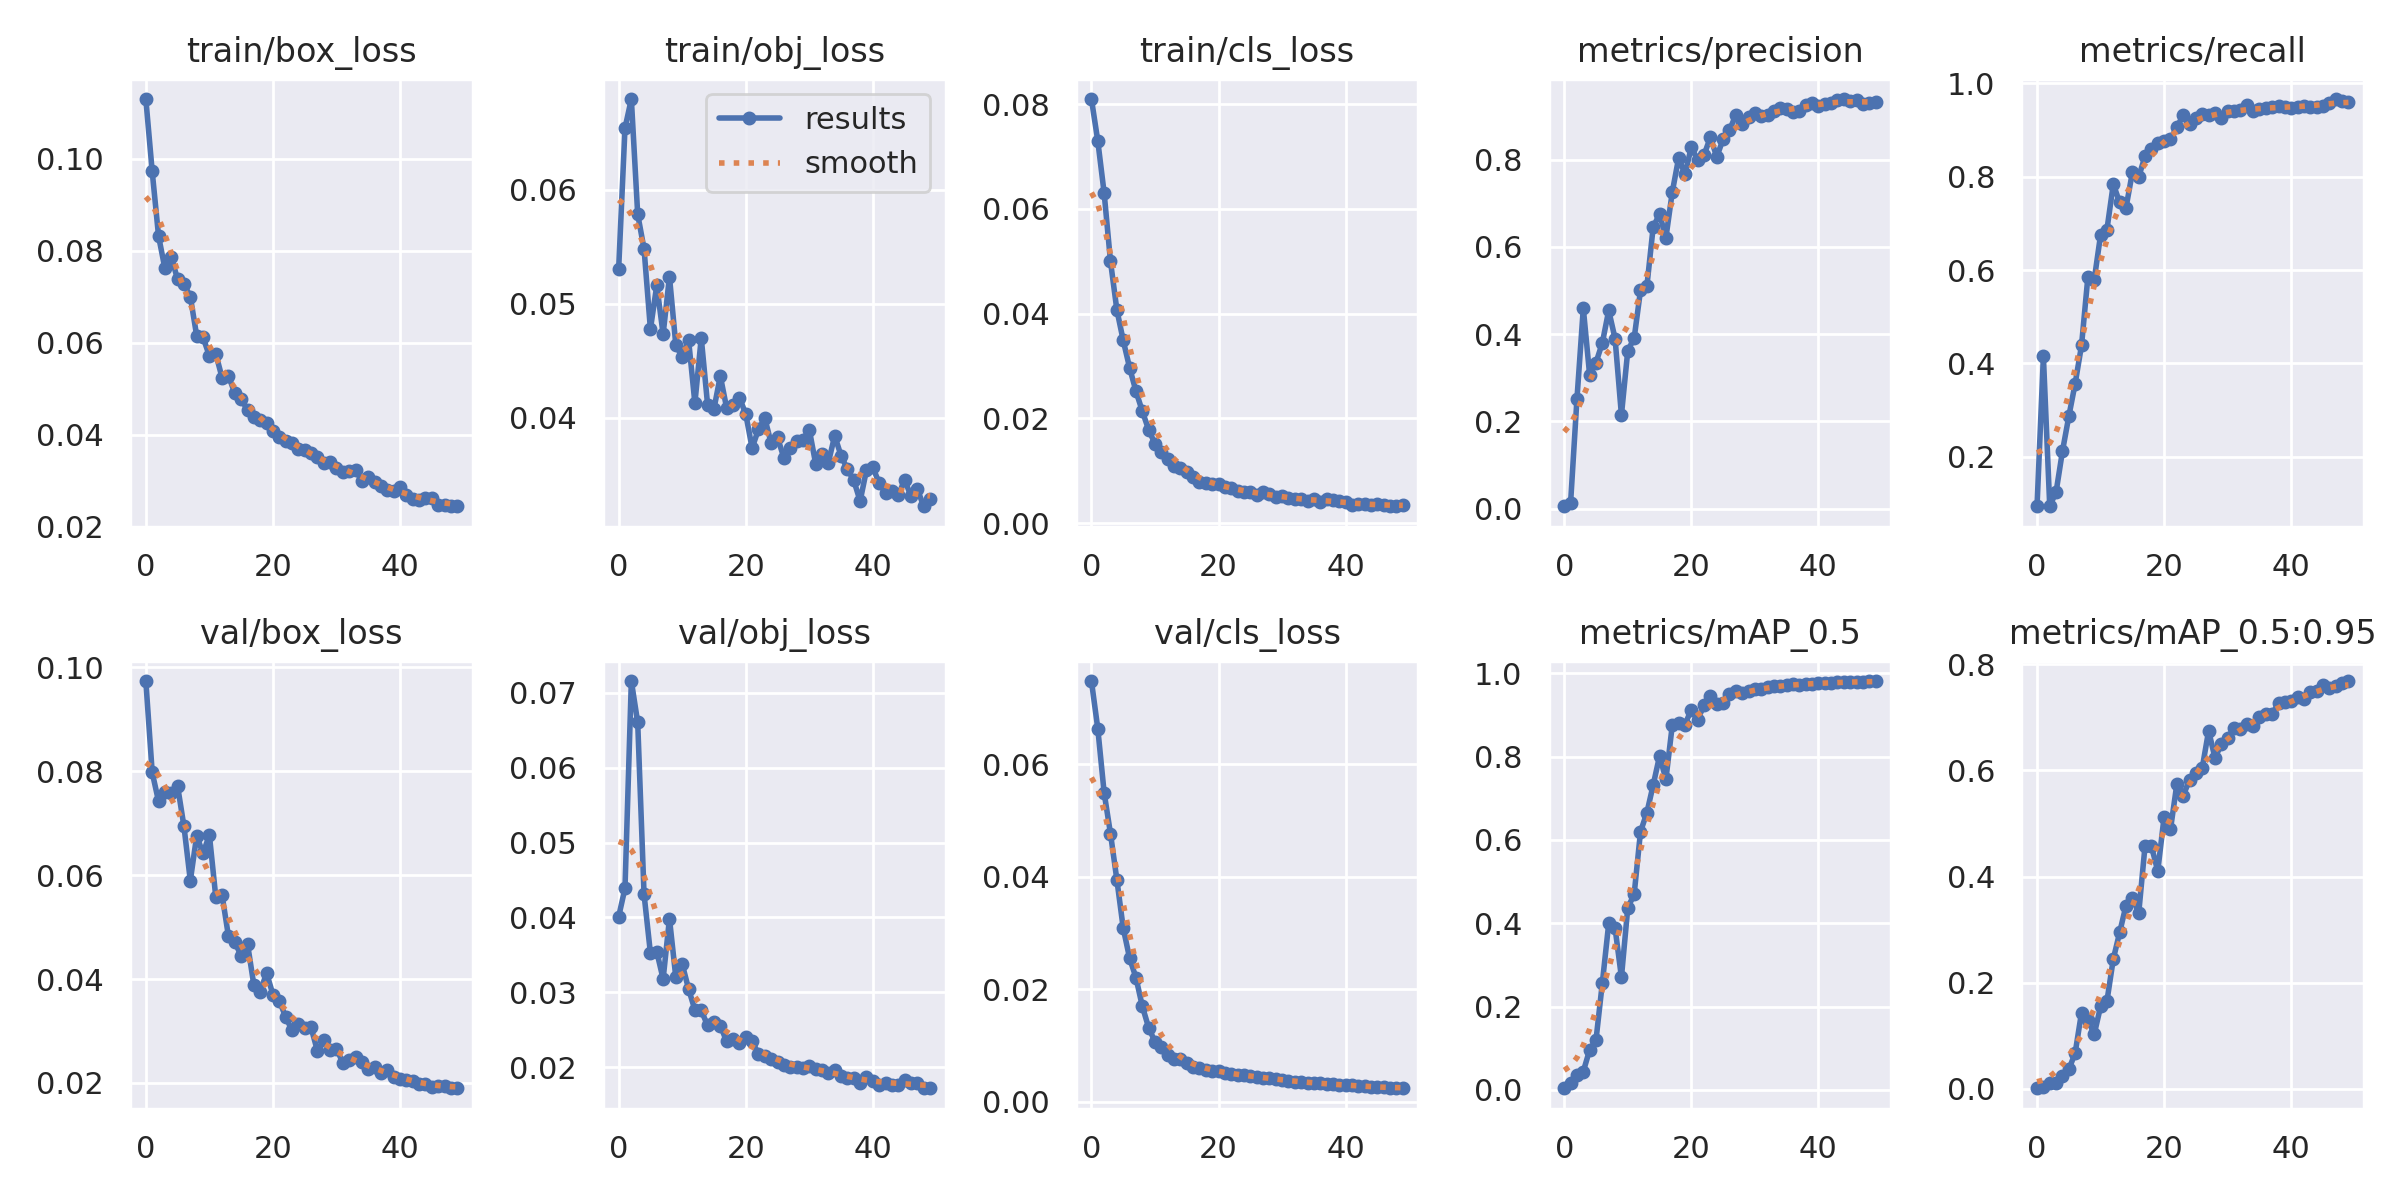 train/box_loss
0.10
0.08
0.06
0.04
0.02
0 20 40
train/obj_loss
results
smooth
0.06
0.05
0.04
0 20 40
train/cls_loss
0.08
0.06
0.04
0.02
0.00
0 20 40
metrics/precision
0.8
0.6
0.4
0.2
0.0
0 20 40
metrics/recall
1.0
0.8
0.6
0.4
0.2
0 20 40
val/box_loss
0.10
0.08
0.06
0.04
0.02
0 20 40
val/obj_loss
0.07
0.06
0.05
0.04
0.03
0.02
0 20 40
val/cls_loss
0.06
0.04
0.02
0.00
0 20 40
metrics/mAP_0.5
1.0
0.8
0.6
0.4
0.2
0.0
0 20 40
metrics/mAP_0.5:0.95
0.8
0.6
0.4
0.2
0.0
0 20 40